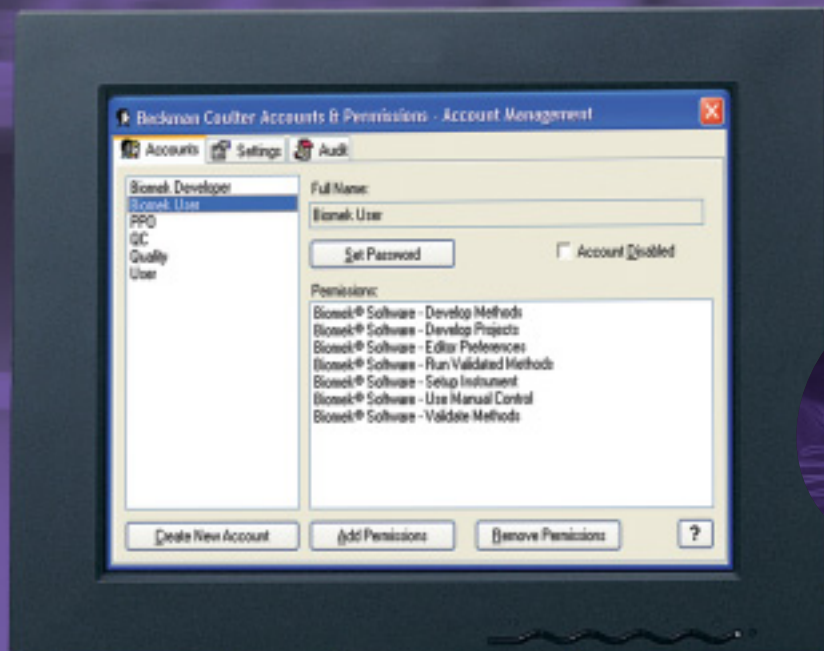 Beckman Coulter Accounts & Permissions - Account Management
Accounts Settings Audit
Biomek Developer
Biomek User
PPO
QC
Quality
User
Full Name:
Biomek User
Set Password
Account Disabled
Permissions:
Biomek® Software - Develop Methods
Biomek® Software - Develop Projects
Biomek® Software - Editor Preferences
Biomek® Software - Run Validated Methods
Biomek® Software - Setup Instrument
Biomek® Software - Use Manual Control
Biomek® Software - Validate Methods
Create New Account
Add Permissions
Remove Permissions
?